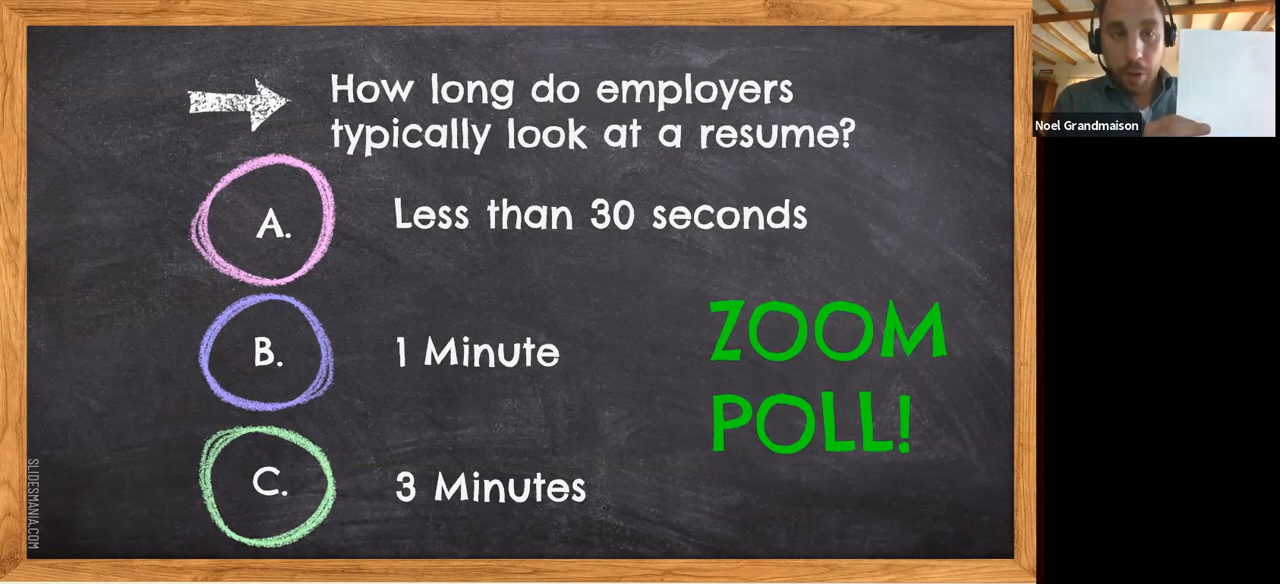 How long do employers
typically look at a resume?
A.
Less than 30 seconds
B.
1 Minute
C.
3 Minutes
ZOOM
POLL!
SLIDESMANIA.COM
Noel Grandmaison